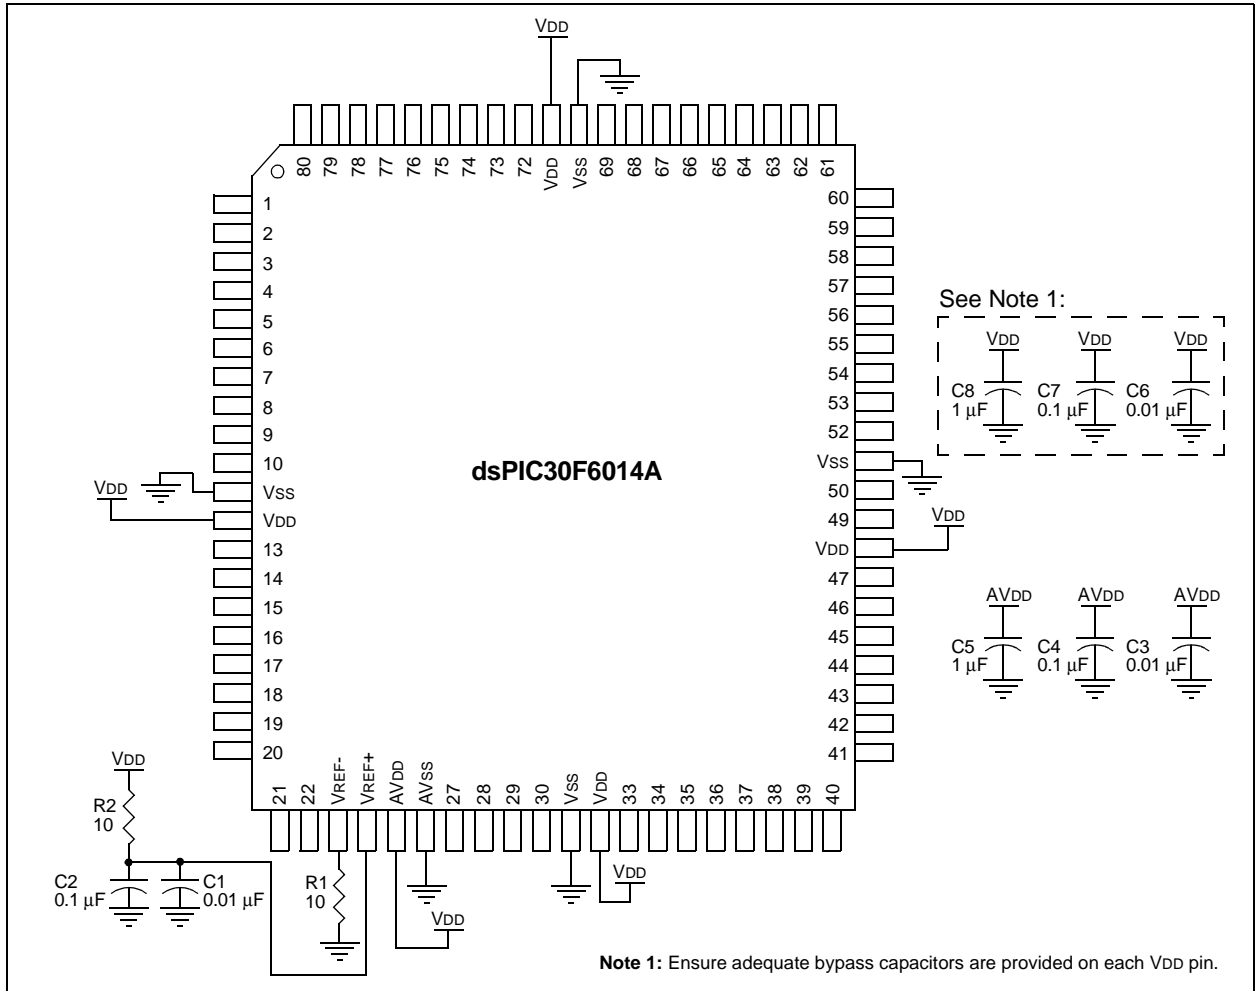 VDD
80 79 78 77 76 75 74 73 72 VDD VSS 69 68 67 66 65 64 63 62 61
1
2
3
4
5
6
7
8
9
10
VSS
VDD
13
14
15
16
17
18
19
20
VDD
dsPIC30F6014A
60
59
58
57
56
55
54
53
52
VSS
50
49
VDD
47
46
45
44
43
42
41
VDD
21 22 VREF- VREF+ AVDD AVSS 27 28 29 30 VSS VDD 33 34 35 36 37 38 39 40
See Note 1:
VDD VDD VDD
C8 C7 C6
1 µF 0.1 µF 0.01 µF
AVDD AVDD AVDD
C5 C4 C3
1 µF 0.1 µF 0.01 µF
VDD
R2
10
C2 C1
0.1 µF 0.01 µF
R1
10
VDD
VDD
Note 1: Ensure adequate bypass capacitors are provided on each VDD pin.